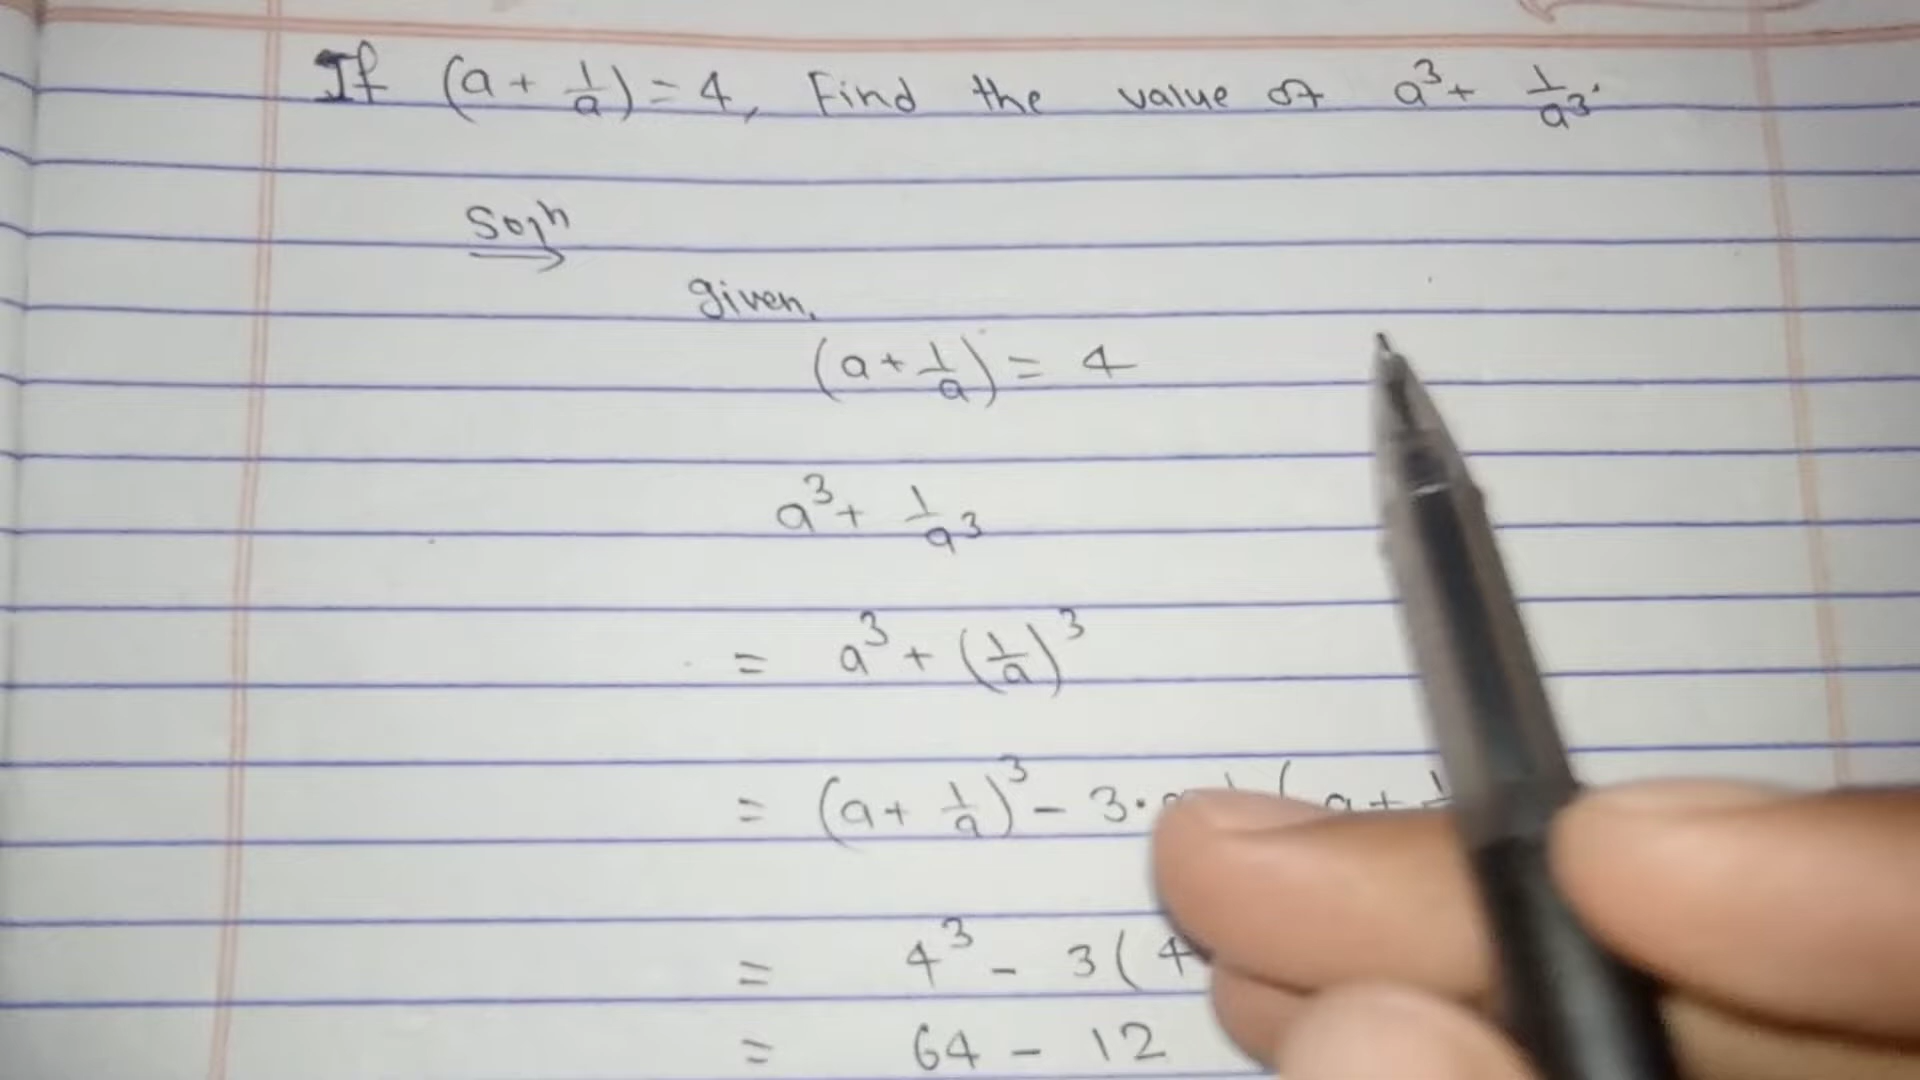 If (a + 1/a) = 4, Find the value of a³ + 1/a³.
Solⁿ
given,
(a + 1/a) = 4
a³ + 1/a³
= a³ + (1/a)³
= (a + 1/a)³ - 3 · (a +
= 4³ - 3(4
= 64 - 12